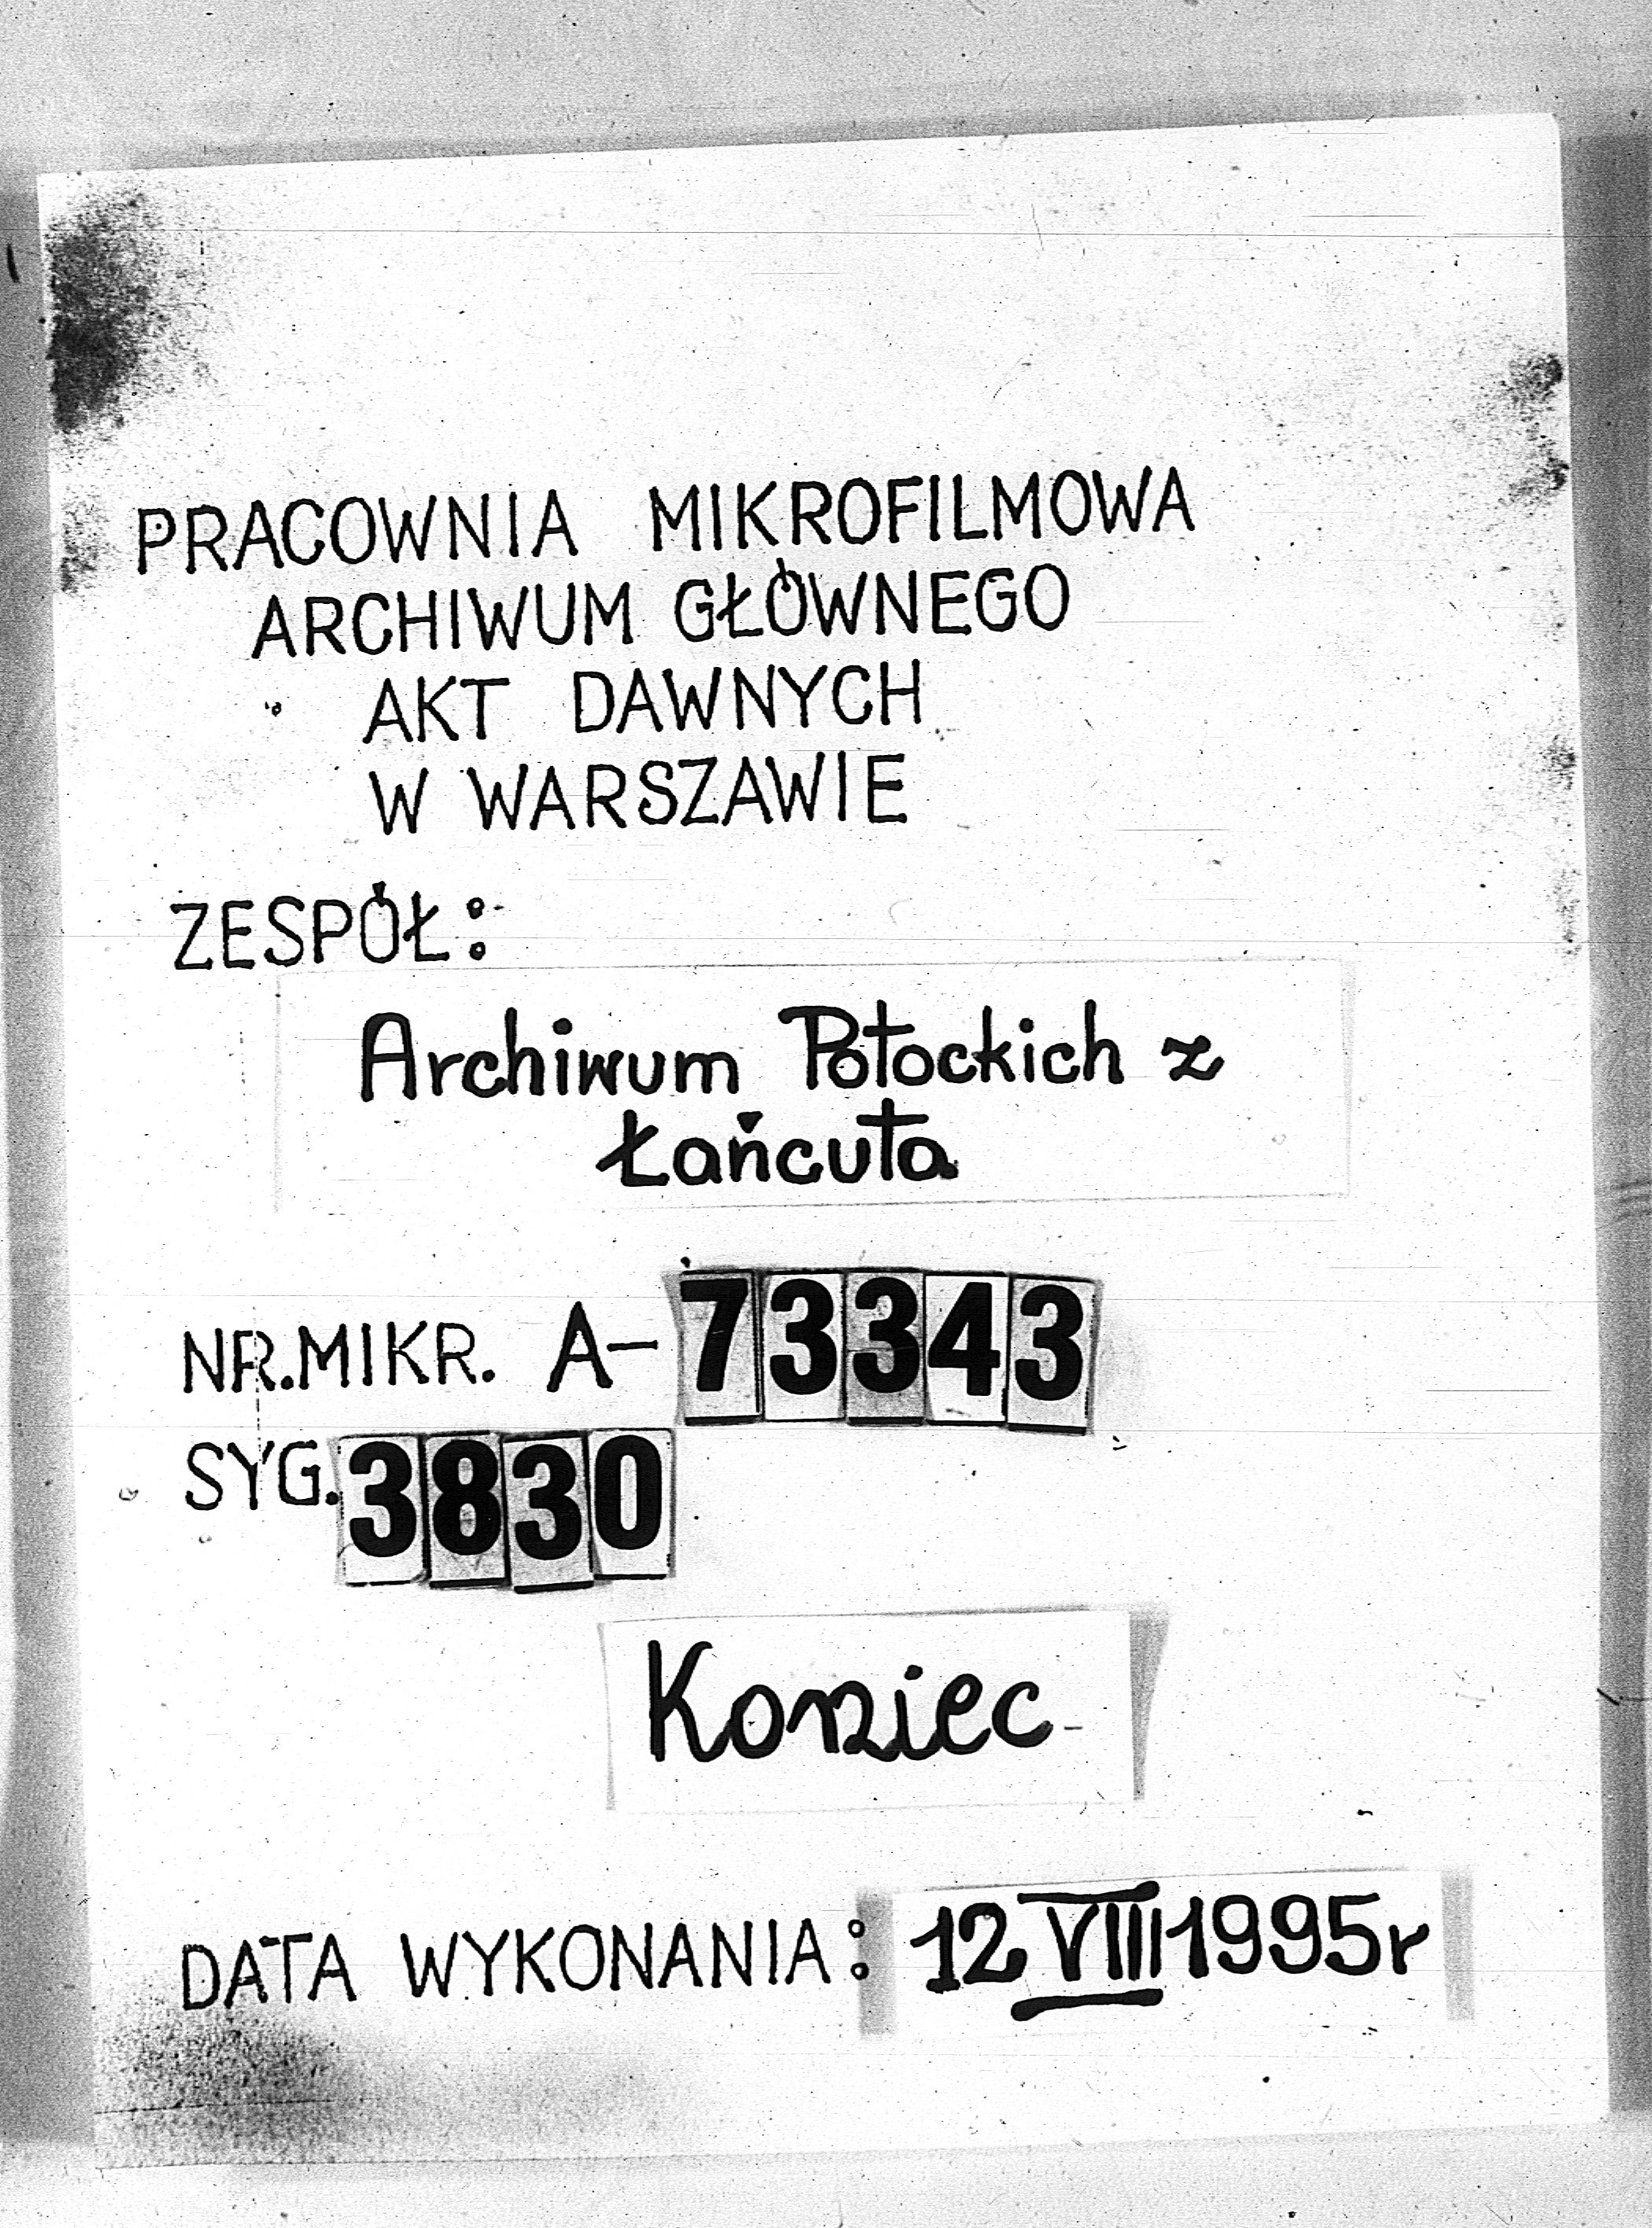 PRACOWNIA MIKROFILMOWA
ARCHIWUM GŁÓWNEGO
AKT DAWNYCH
W WARSZAWIE
ZESPÓŁ:
Archiwum Potockich z
Łańcuta
NR.MIKR. A-73343
SYG.3830
Koniec
DATA WYKONANIA: 12 VIII 1995r